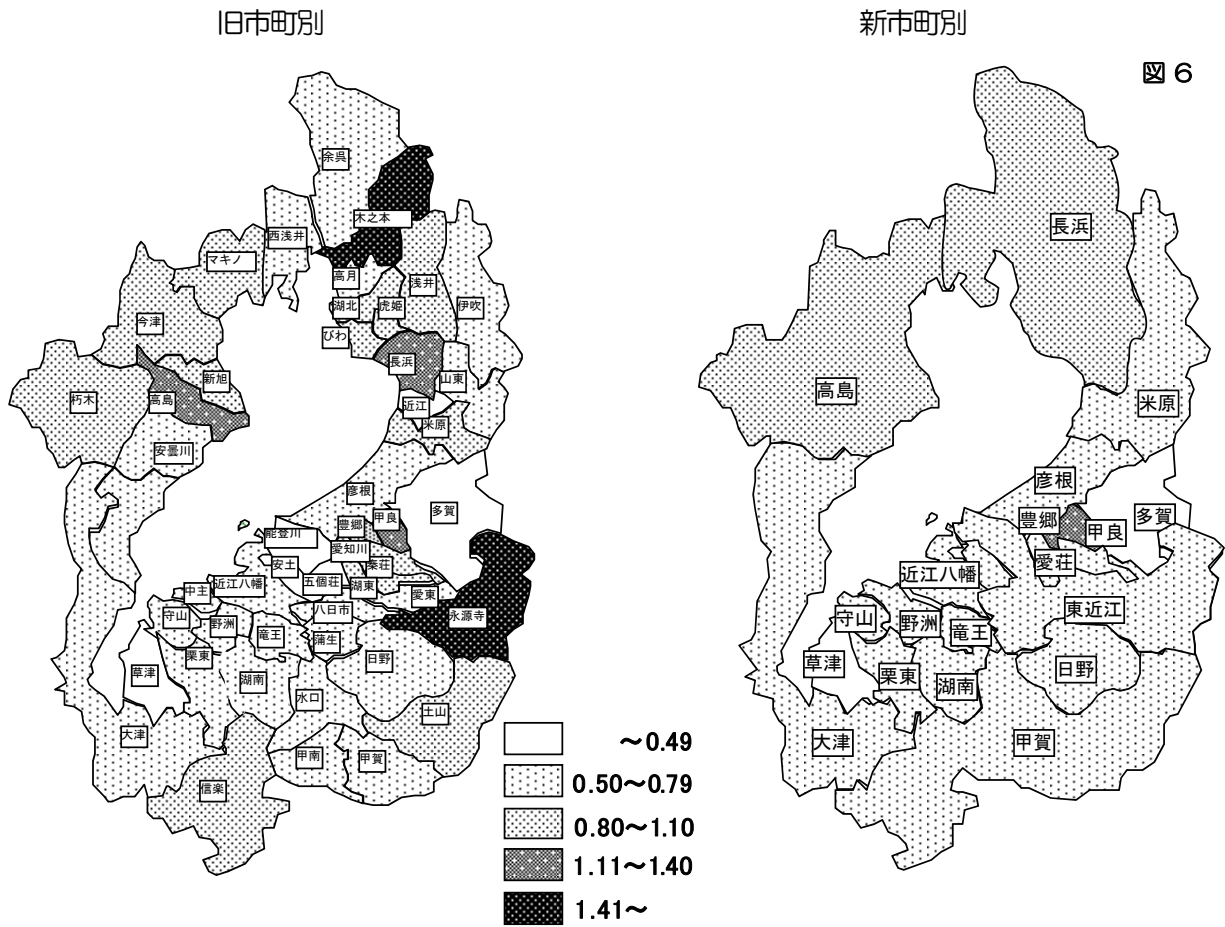 旧市町別
新市町別
図6
余呉
木之本
西浅井
マキノ
高月
浅井
今津
湖北
虎姫
伊吹
びわ
長浜
新旭
山東
朽木
高島
近江
米原
安曇川
彦根
多賀
甲良
豊郷
能登川
愛知川
安土
秦荘
近江八幡
五個荘
湖東
中主
愛東
八日市
守山
野洲
永源寺
竜王
蒲生
栗東
日野
草津
湖南
水口
土山
大津
甲南
甲賀
信楽
長浜
高島
米原
彦根
豊郷
多賀
甲良
愛荘
近江八幡
東近江
守山
野洲
竜王
草津
日野
栗東
湖南
大津
甲賀
～0.49
0.50～0.79
0.80～1.10
1.11～1.40
1.41～